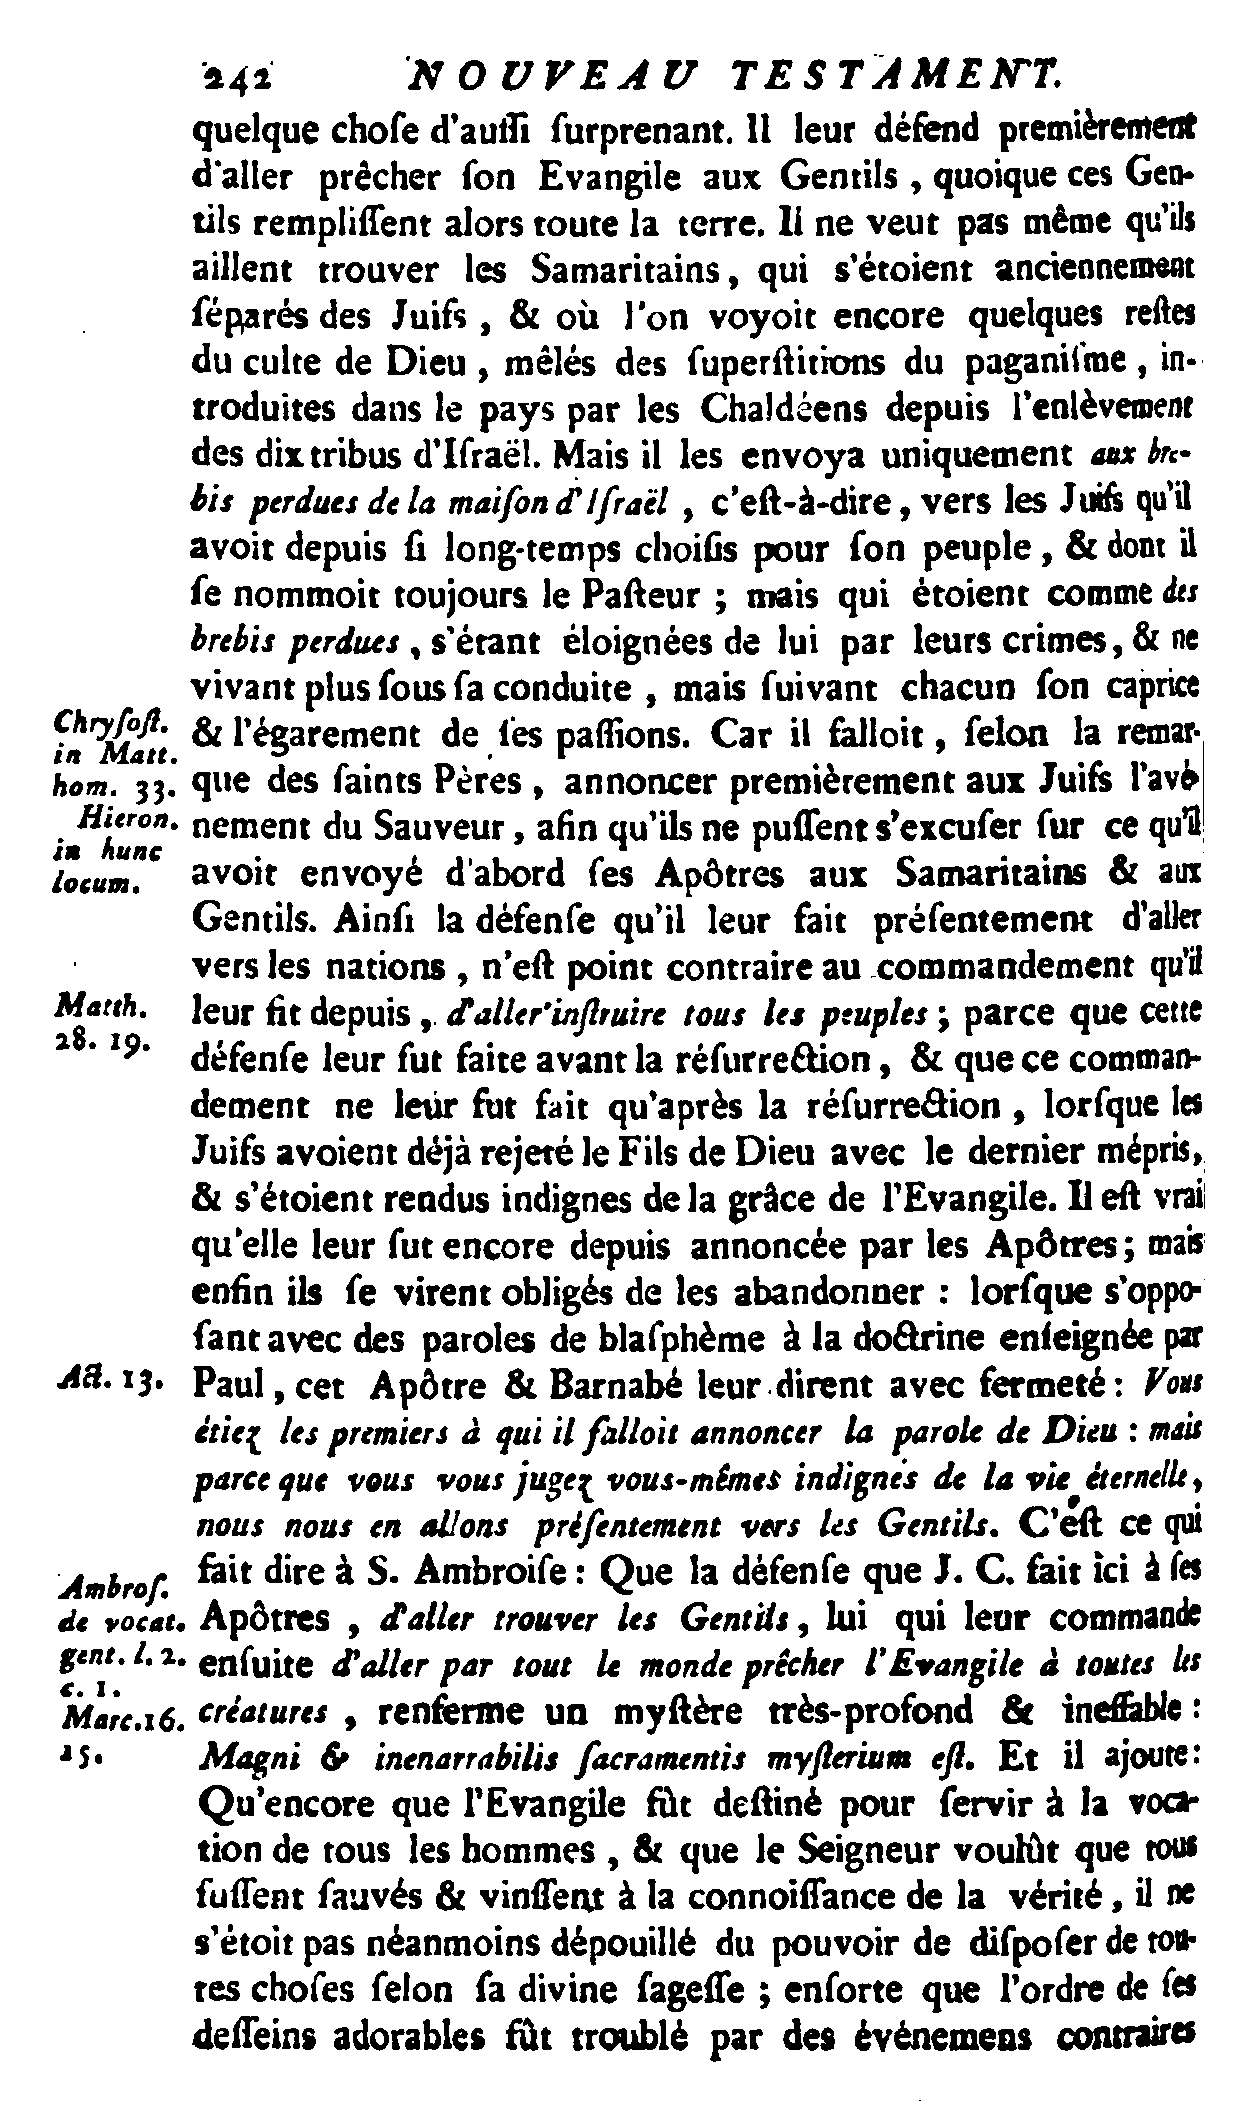 242 NOUVEAU TESTAMENT.
quelque choſe d'auſſi ſurprenant. Il leur défend premièrement
d'aller prêcher ſon Evangile aux Gentils, quoique ces Gen-
tils rempliſſent alors toute la terre. Il ne veut pas même qu'ils
aillent trouver les Samaritains, qui s'étoient anciennement
ſéparés des Juifs, & où l'on voyoit encore quelques reſtes
du culte de Dieu, mêlés des ſuperſtitions du paganiſme, in-
troduites dans le pays par les Chaldéens depuis l'enlèvement
des dix tribus d'Iſraël. Mais il les envoya uniquement aux bre-
bis perdues de la maiſon d'Iſraël, c'eſt-à-dire, vers les Juifs qu'il
avoit depuis ſi long-temps choiſis pour ſon peuple, & dont il
ſe nommoit toujours le Paſteur ; mais qui étoient comme des
brebis perdues, s'étant éloignées de lui par leurs crimes, & ne
vivant plus ſous ſa conduite, mais ſuivant chacun ſon caprice
& l'égarement de ſes paſſions. Car il falloit, ſelon la remar-
que des ſaints Pères, annoncer premièrement aux Juifs l'avè-
nement du Sauveur, afin qu'ils ne puſſent s'excuſer ſur ce qu'il
avoit envoyé d'abord ſes Apôtres aux Samaritains & aux
Gentils. Ainſi la défenſe qu'il leur fait préſentement d'aller
vers les nations, n'eſt point contraire au commandement qu'il
leur fit depuis, d'aller inſtruire tous les peuples ; parce que cette
défenſe leur fut faite avant la réſurrection, & que ce comman-
dement ne leur fut fait qu'après la réſurrection, lorſque les
Juifs avoient déjà rejeté le Fils de Dieu avec le dernier mépris,
& s'étoient rendus indignes de la grâce de l'Evangile. Il eſt vrai
qu'elle leur fut encore depuis annoncée par les Apôtres; mais
enfin ils ſe virent obligés de les abandonner : lorſque s'oppo-
ſant avec des paroles de blaſphème à la doctrine enſeignée par
Paul, cet Apôtre & Barnabé leur dirent avec fermeté : Vous
étiez les premiers à qui il falloit annoncer la parole de Dieu : mais
parce que vous vous jugez vous-mêmes indignes de la vie éternelle,
nous nous en allons préſentement vers les Gentils. C'eſt ce qui
fait dire à S. Ambroiſe : Que la défenſe que J. C. fait ici à ſes
Apôtres, d'aller trouver les Gentils, lui qui leur commande
enſuite d'aller par tout le monde prêcher l'Evangile à toutes les
créatures, renferme un myſtère très-profond & ineffable :
Magni & inenarrabilis ſacramentis myſterium eſt. Et il ajoute :
Qu'encore que l'Evangile fût deſtiné pour ſervir à la voca-
tion de tous les hommes, & que le Seigneur voulût que tous
fuſſent ſauvés & vinſſent à la connoiſſance de la vérité, il ne
s'étoit pas néanmoins dépouillé du pouvoir de diſpoſer de tou-
tes choſes ſelon ſa divine ſageſſe ; enſorte que l'ordre de ſes
deſſeins adorables fût troublé par des événemens contraires
Chryſoſt.
in Matt.
hom. 33.
Hieron.
in hunc
locum.
Matth.
28. 19.
Act. 13.
Ambroſ.
de vocat.
gent. l. 2.
c. 1.
Marc. 16.
15.